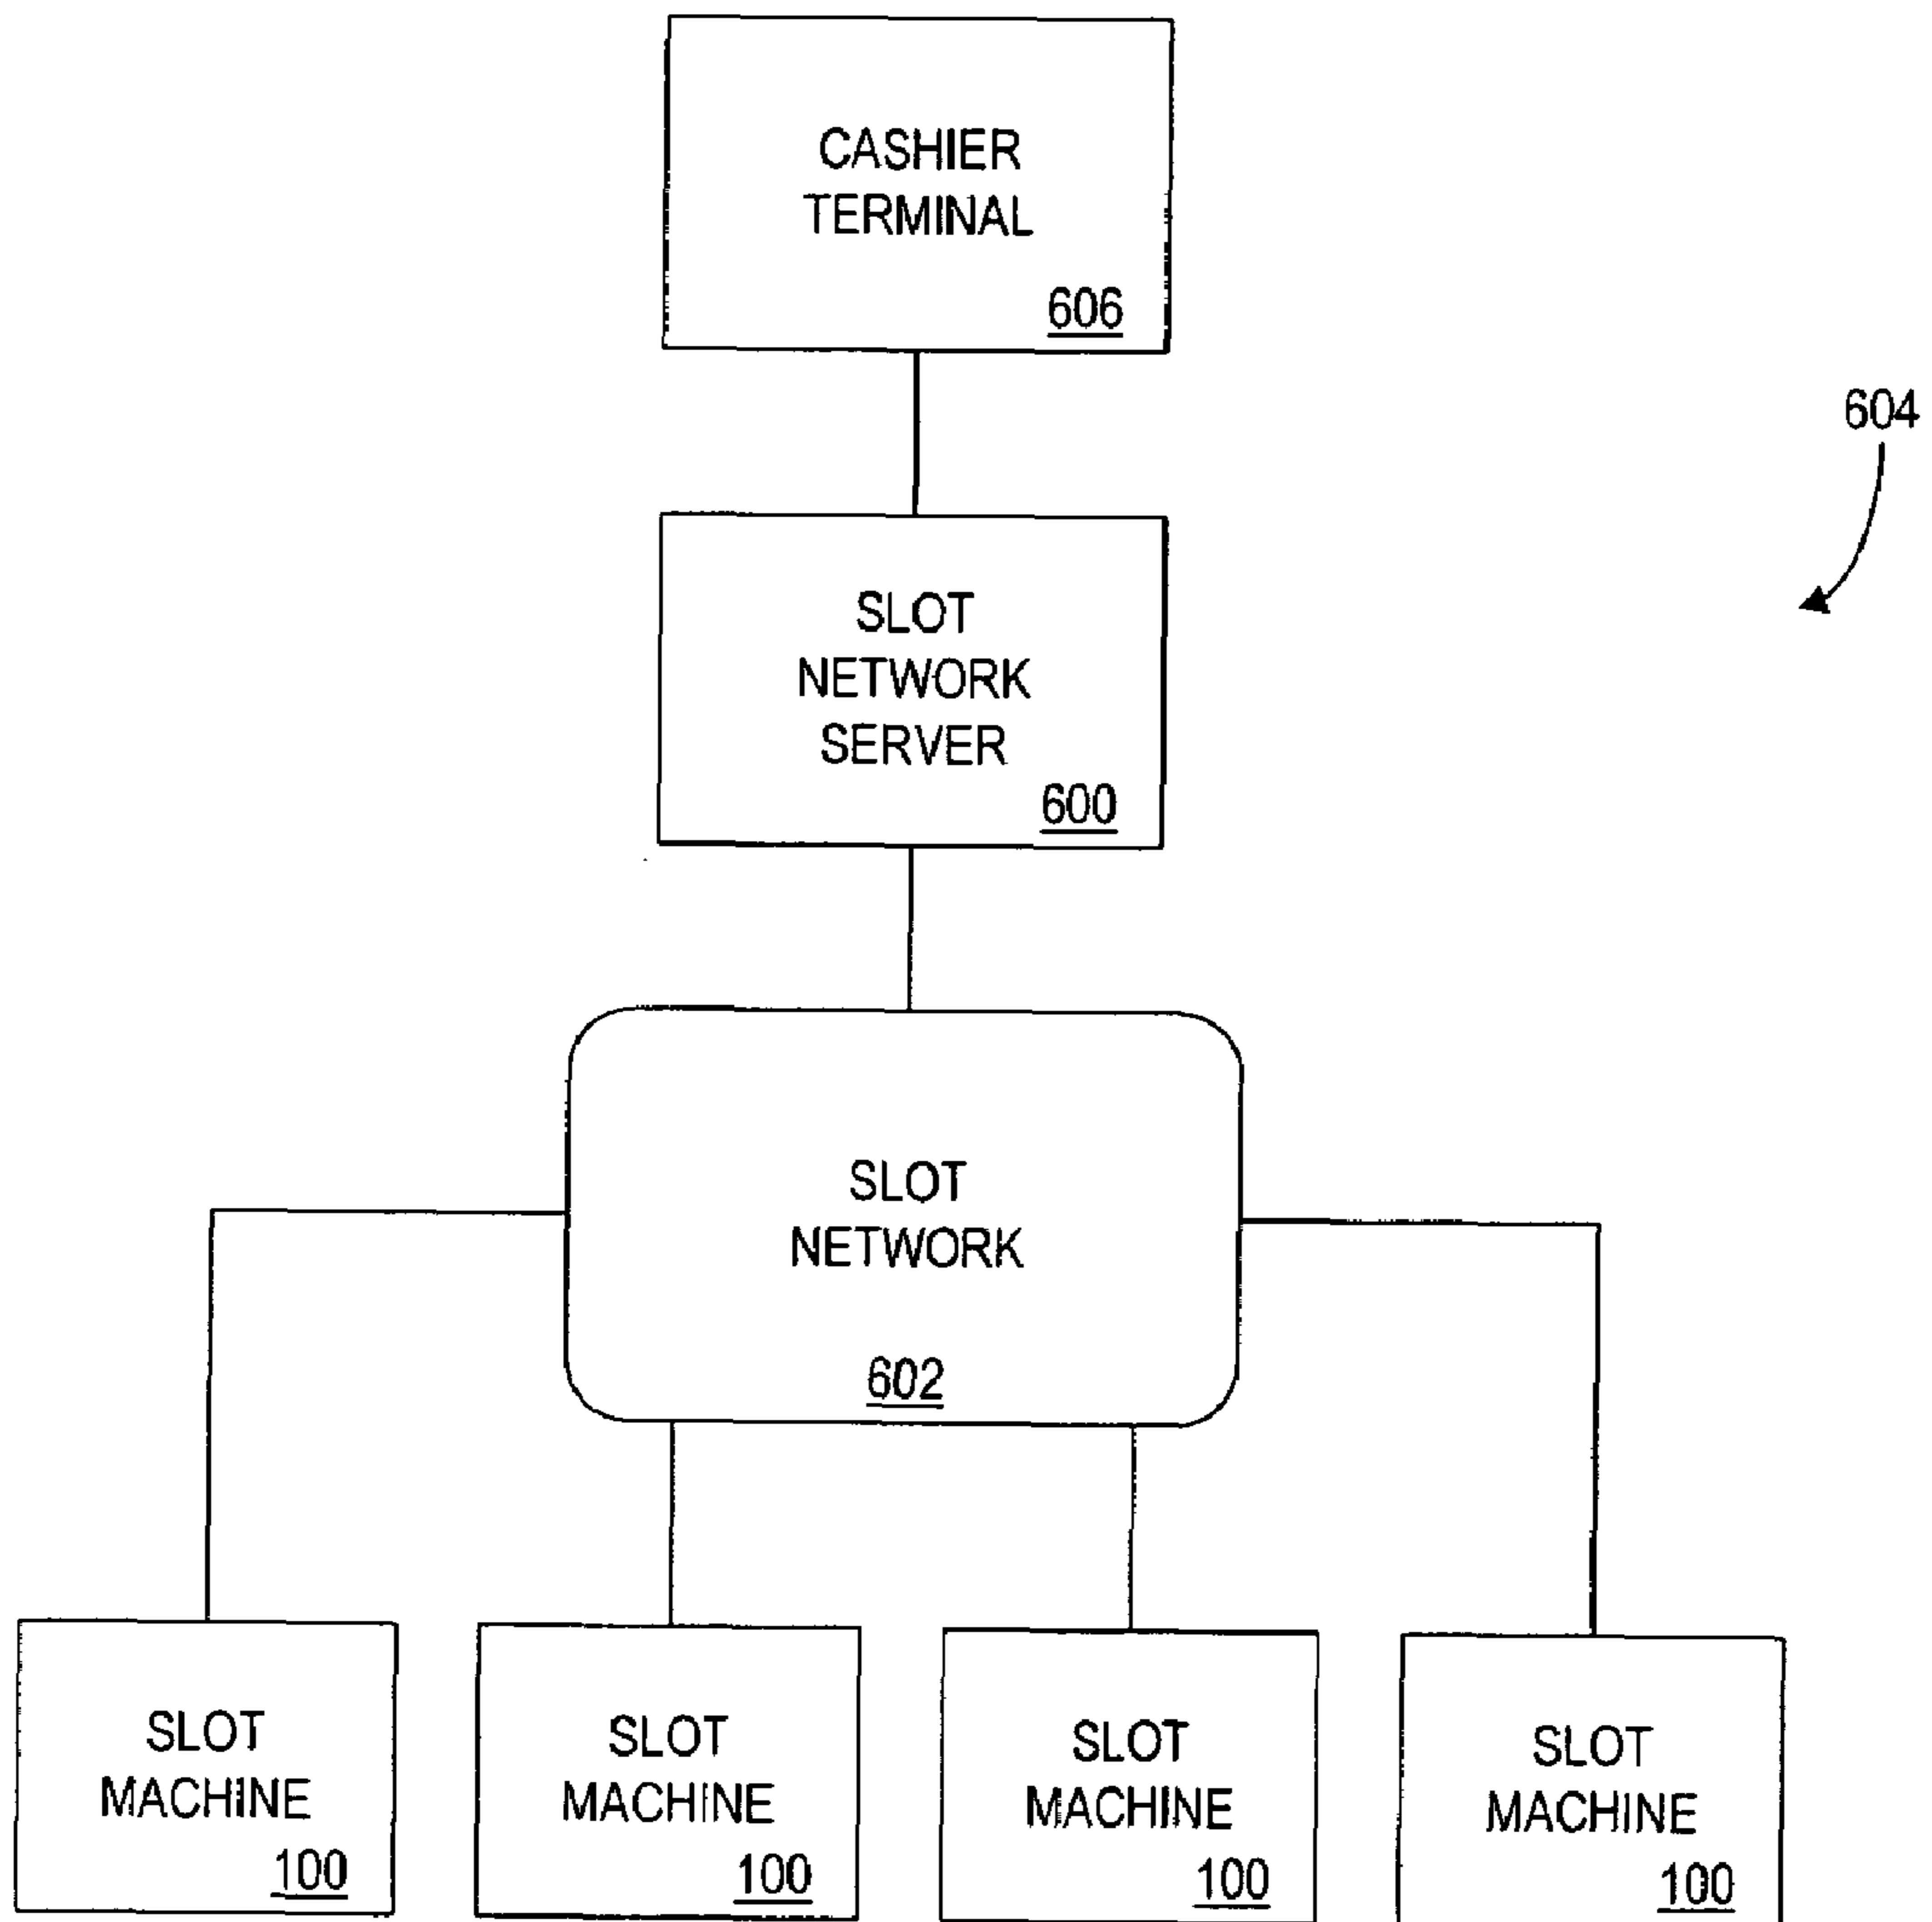 CASHIER
TERMINAL
606
604
SLOT
NETWORK
SERVER
600
SLOT
NETWORK
602
SLOT
MACHINE
100
SLOT
MACHINE
100
SLOT
MACHINE
100
SLOT
MACHINE
100